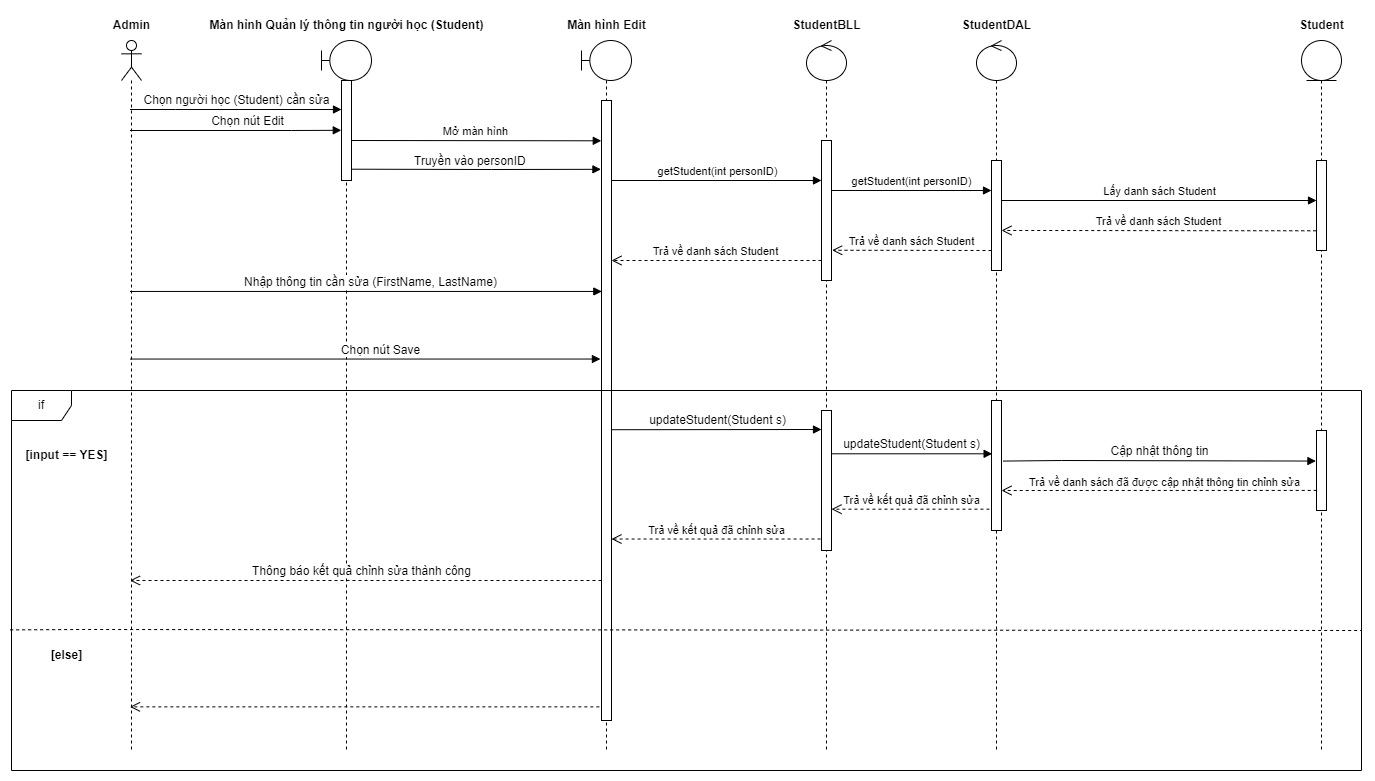 Admin
Màn hình Quản lý thông tin người học (Student)
Màn hình Edit
StudentBLL
StudentDAL
Student
Chọn người học (Student) cần sửa
Chọn nút Edit
Mở màn hình
Truyền vào personID
getStudent(int personID)
getStudent(int personID)
Lấy danh sách Student
Trả về danh sách Student
Trả về danh sách Student
Trả về danh sách Student
Nhập thông tin cần sửa (FirstName, LastName)
Chọn nút Save
if
[input == YES]
updateStudent(Student s)
updateStudent(Student s)
Cập nhật thông tin
Trả về danh sách đã được cập nhật thông tin chỉnh sửa
Trả về kết quả đã chỉnh sửa
Trả về kết quả đã chỉnh sửa
Thông báo kết quả chỉnh sửa thành công
[else]